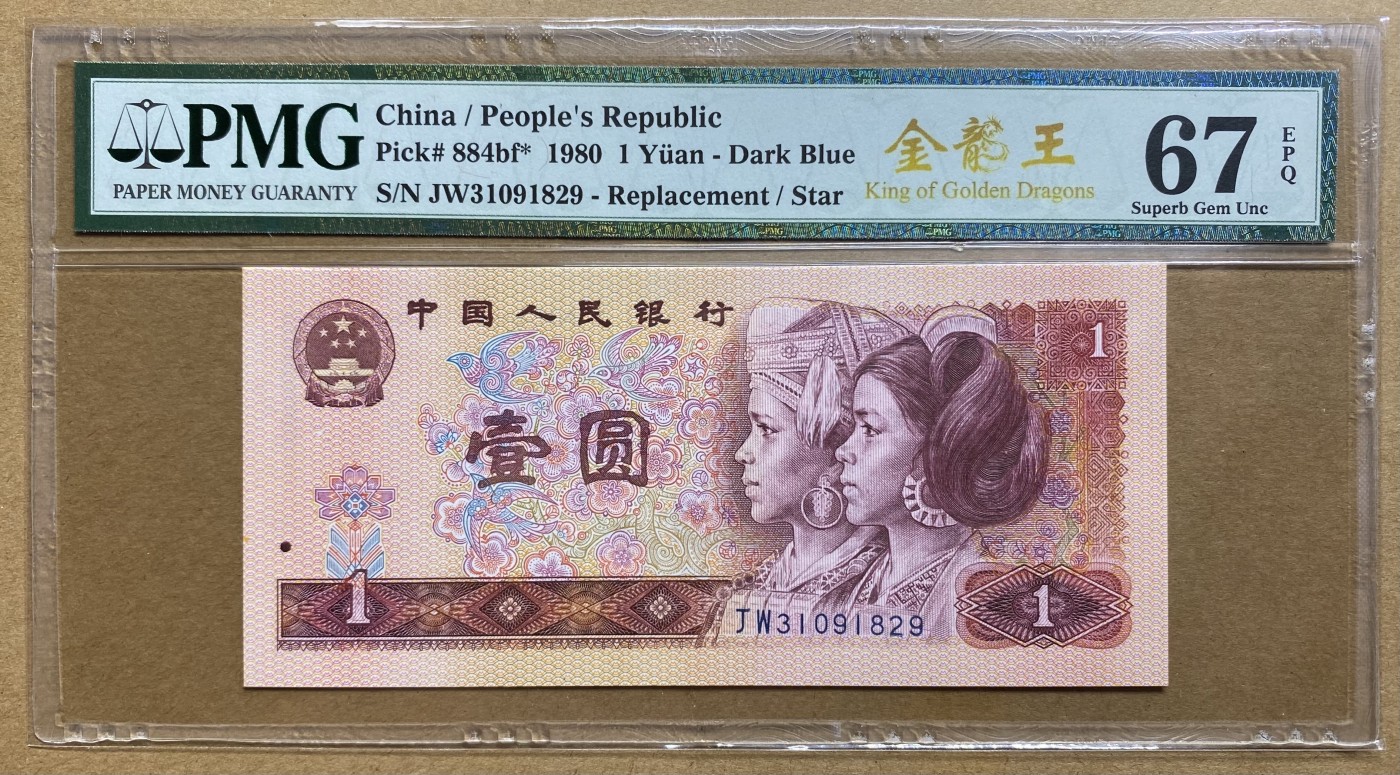 PMG
PAPER MONEY GUARANTY
China / People's Republic
Pick# 884bf* 1980 1 Yüan - Dark Blue
S/N JW31091829 - Replacement / Star
金龍王
King of Golden Dragons
67
EPQ
Superb Gem Unc
中国人民银行
1
壹圆
1
JW31091829
1